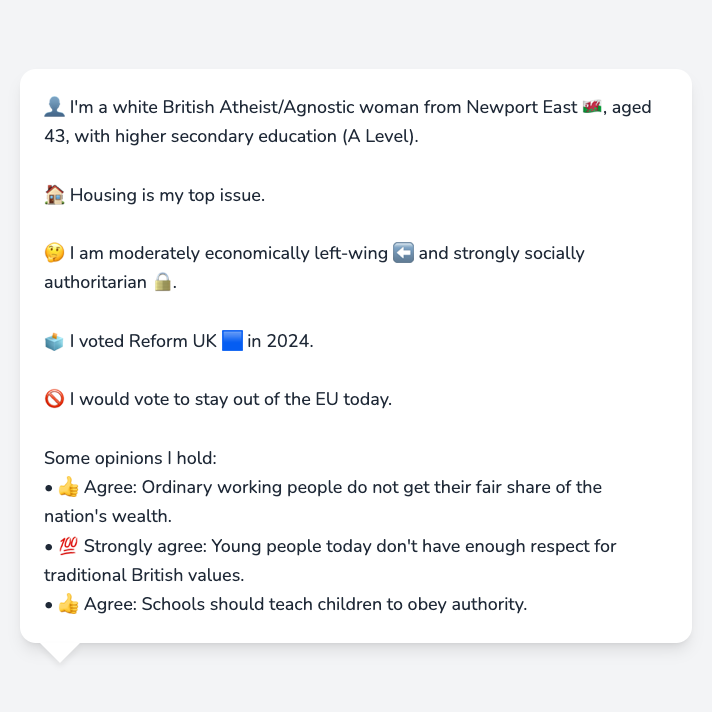 👤 I'm a white British Atheist/Agnostic woman from Newport East 🏴󠁧󠁢󠁷󠁬󠁳󠁿, aged
43, with higher secondary education (A Level).
🏠 Housing is my top issue.
🤔 I am moderately economically left-wing ⬅️ and strongly socially
authoritarian 🔒.
🗳️ I voted Reform UK 🟦 in 2024.
🚫 I would vote to stay out of the EU today.
Some opinions I hold:
• 👍 Agree: Ordinary working people do not get their fair share of the
nation's wealth.
• 💯 Strongly agree: Young people today don't have enough respect for
traditional British values.
• 👍 Agree: Schools should teach children to obey authority.